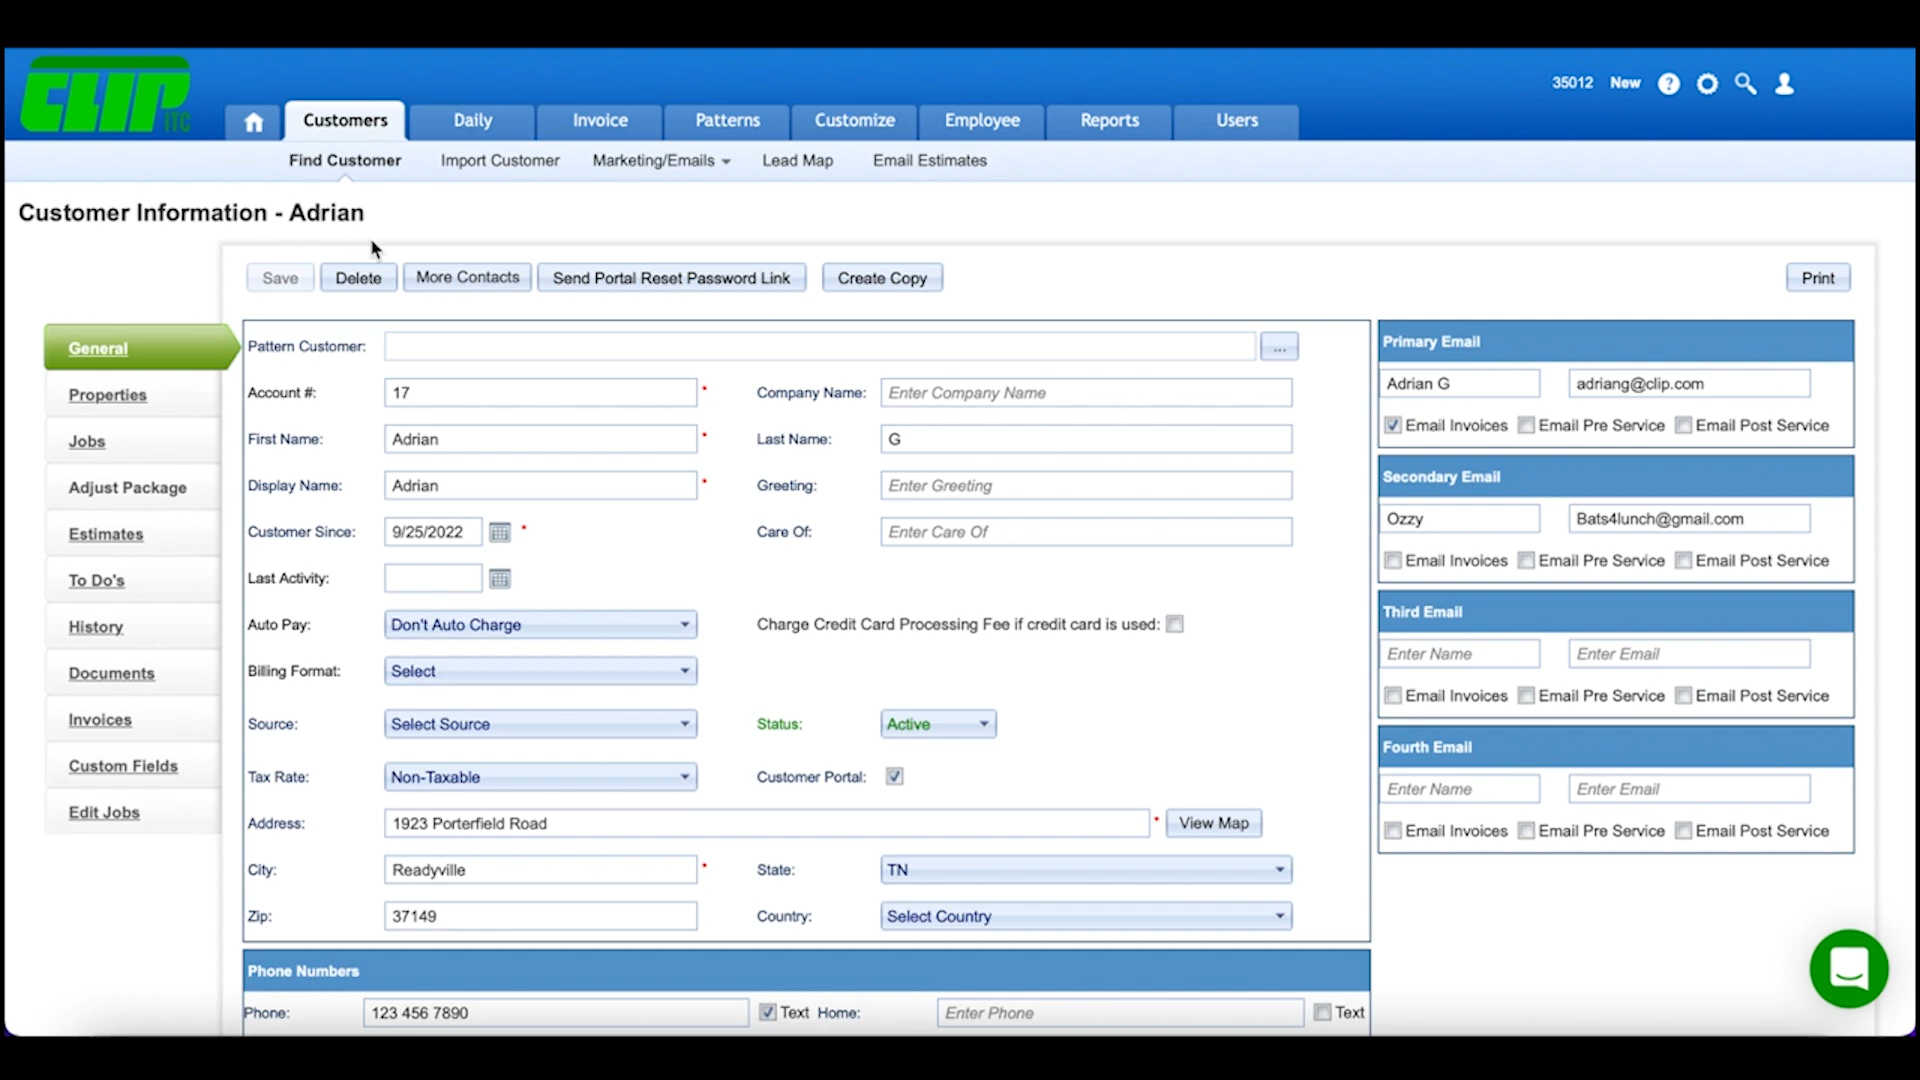 CLIP ITC
35012 New ?
Customers Daily Invoice Patterns Customize Employee Reports Users
Find Customer Import Customer Marketing/Emails Lead Map Email Estimates
Customer Information - Adrian
Save Delete More Contacts Send Portal Reset Password Link Create Copy Print
General
Properties
Jobs
Adjust Package
Estimates
To Do's
History
Documents
Invoices
Custom Fields
Edit Jobs
Pattern Customer: ...
Account #: 17 * Company Name: Enter Company Name
First Name: Adrian * Last Name: G
Display Name: Adrian * Greeting: Enter Greeting
Customer Since: 9/25/2022 * Care Of: Enter Care Of
Last Activity:
Auto Pay: Don't Auto Charge Charge Credit Card Processing Fee if credit card is used:
Billing Format: Select
Source: Select Source Status: Active
Tax Rate: Non-Taxable Customer Portal:
Address: 1923 Porterfield Road * View Map
City: Readyville * State: TN
Zip: 37149 Country: Select Country
Phone Numbers
Phone: 123 456 7890 Text Home: Enter Phone Text
Primary Email
Adrian G adriang@clip.com
Email Invoices Email Pre Service Email Post Service
Secondary Email
Ozzy Bats4lunch@gmail.com
Email Invoices Email Pre Service Email Post Service
Third Email
Enter Name Enter Email
Email Invoices Email Pre Service Email Post Service
Fourth Email
Enter Name Enter Email
Email Invoices Email Pre Service Email Post Service